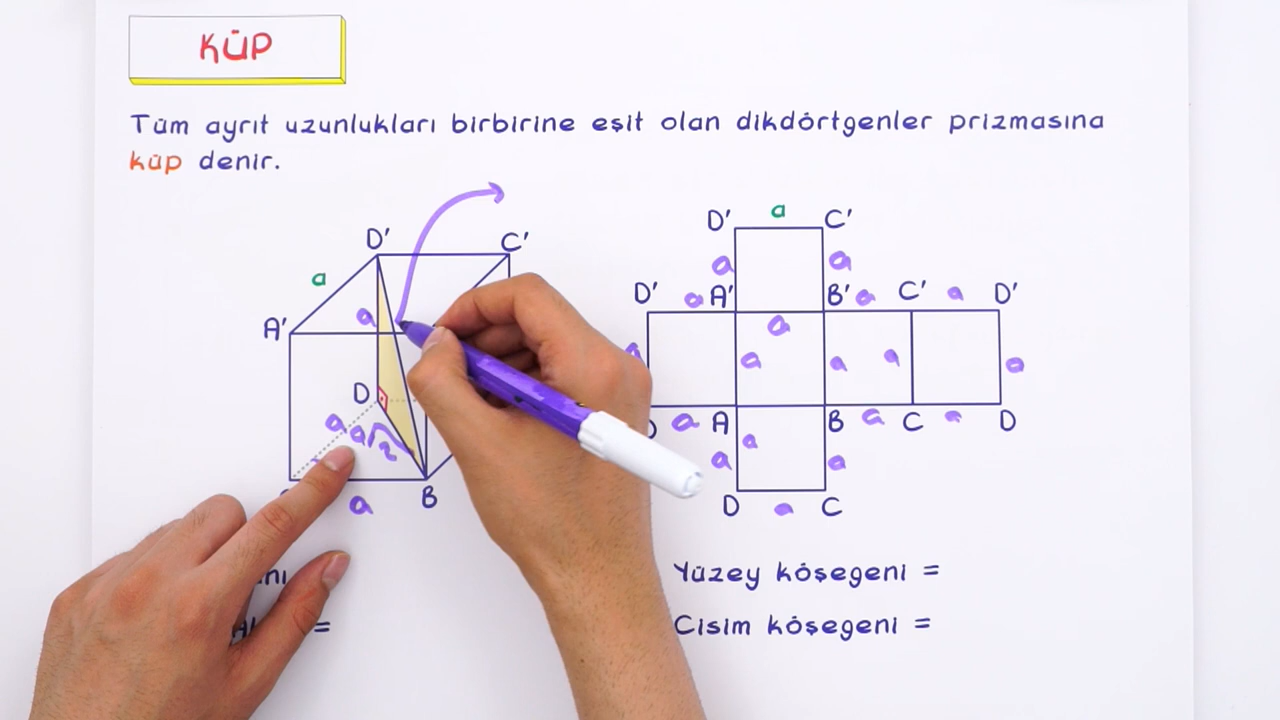 KÜP
Tüm ayrıt uzunlukları birbirine eşit olan dikdörtgenler prizmasına
küp denir.
D' C'
a
a
A'
D
a a√2
a B
D' a C'
a a
D' a A' B' a C' a D'
a
a a a a a
a A B a C a D
a a a
D a C
Yüzey köşegeni =
=
Cisim köşegeni =